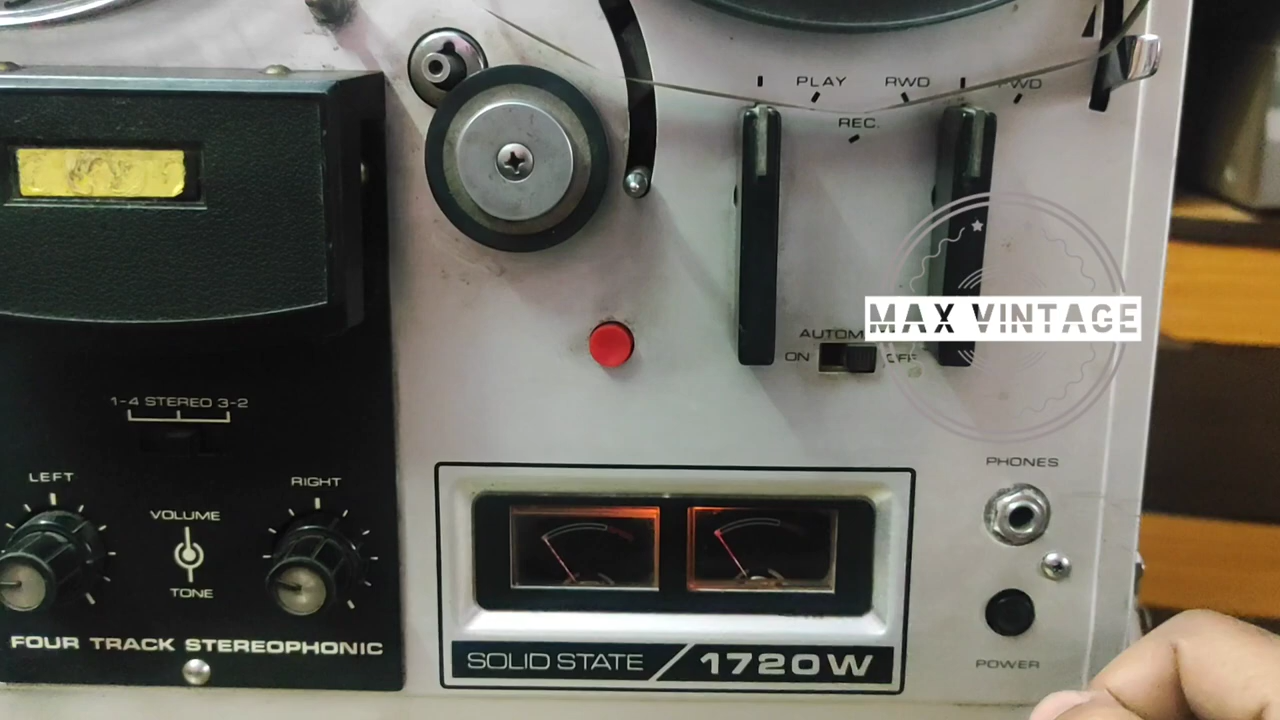 PLAY RWD FWD
REC.
MAX VINTAGE
ON OFF
1-4 STEREO 3-2
LEFT RIGHT
VOLUME
TONE
PHONES
FOUR TRACK STEREOPHONIC
SOLID STATE 1720W
POWER